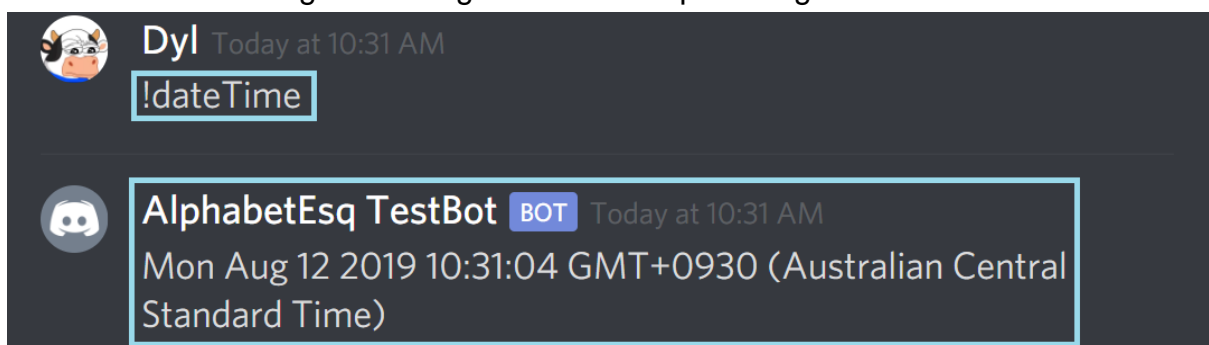 Dyl Today at 10:31 AM
!dateTime
AlphabetEsq TestBot BOT Today at 10:31 AM
Mon Aug 12 2019 10:31:04 GMT+0930 (Australian Central
Standard Time)